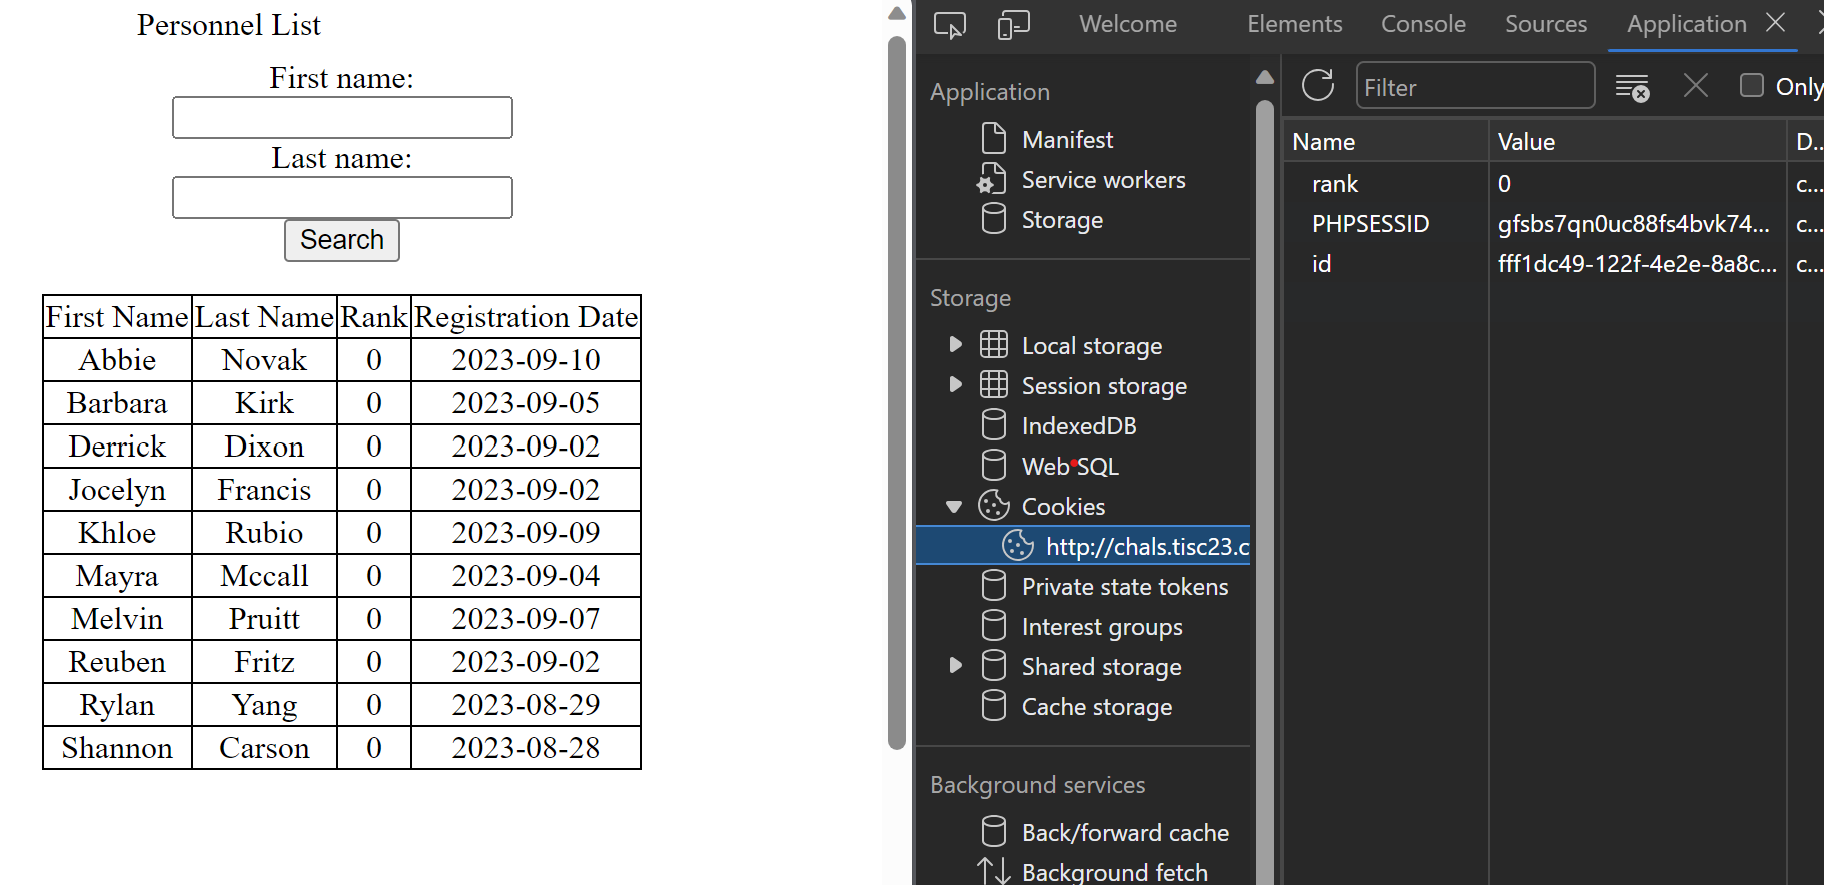 Personnel List
First name:
Last name:
Search
First Name Last Name Rank Registration Date
Abbie Novak 0 2023-09-10
Barbara Kirk 0 2023-09-05
Derrick Dixon 0 2023-09-02
Jocelyn Francis 0 2023-09-02
Khloe Rubio 0 2023-09-09
Mayra Mccall 0 2023-09-04
Melvin Pruitt 0 2023-09-07
Reuben Fritz 0 2023-09-02
Rylan Yang 0 2023-08-29
Shannon Carson 0 2023-08-28
Welcome Elements Console Sources Application
Application
Manifest
Service workers
Storage
Storage
Local storage
Session storage
IndexedDB
Web SQL
Cookies
http://chals.tisc23.c
Private state tokens
Interest groups
Shared storage
Cache storage
Background services
Back/forward cache
Background fetch
Filter Only
Name Value D...
rank 0 c...
PHPSESSID gfsbs7qn0uc88fs4bvk74... c...
id fff1dc49-122f-4e2e-8a8c... c...